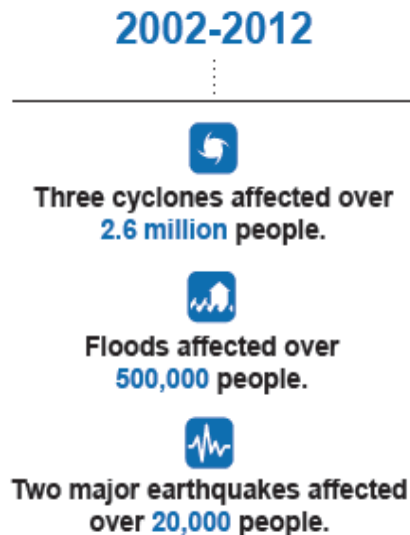 2002-2012
Three cyclones affected over
2.6 million people.
Floods affected over
500,000 people.
Two major earthquakes affected
over 20,000 people.